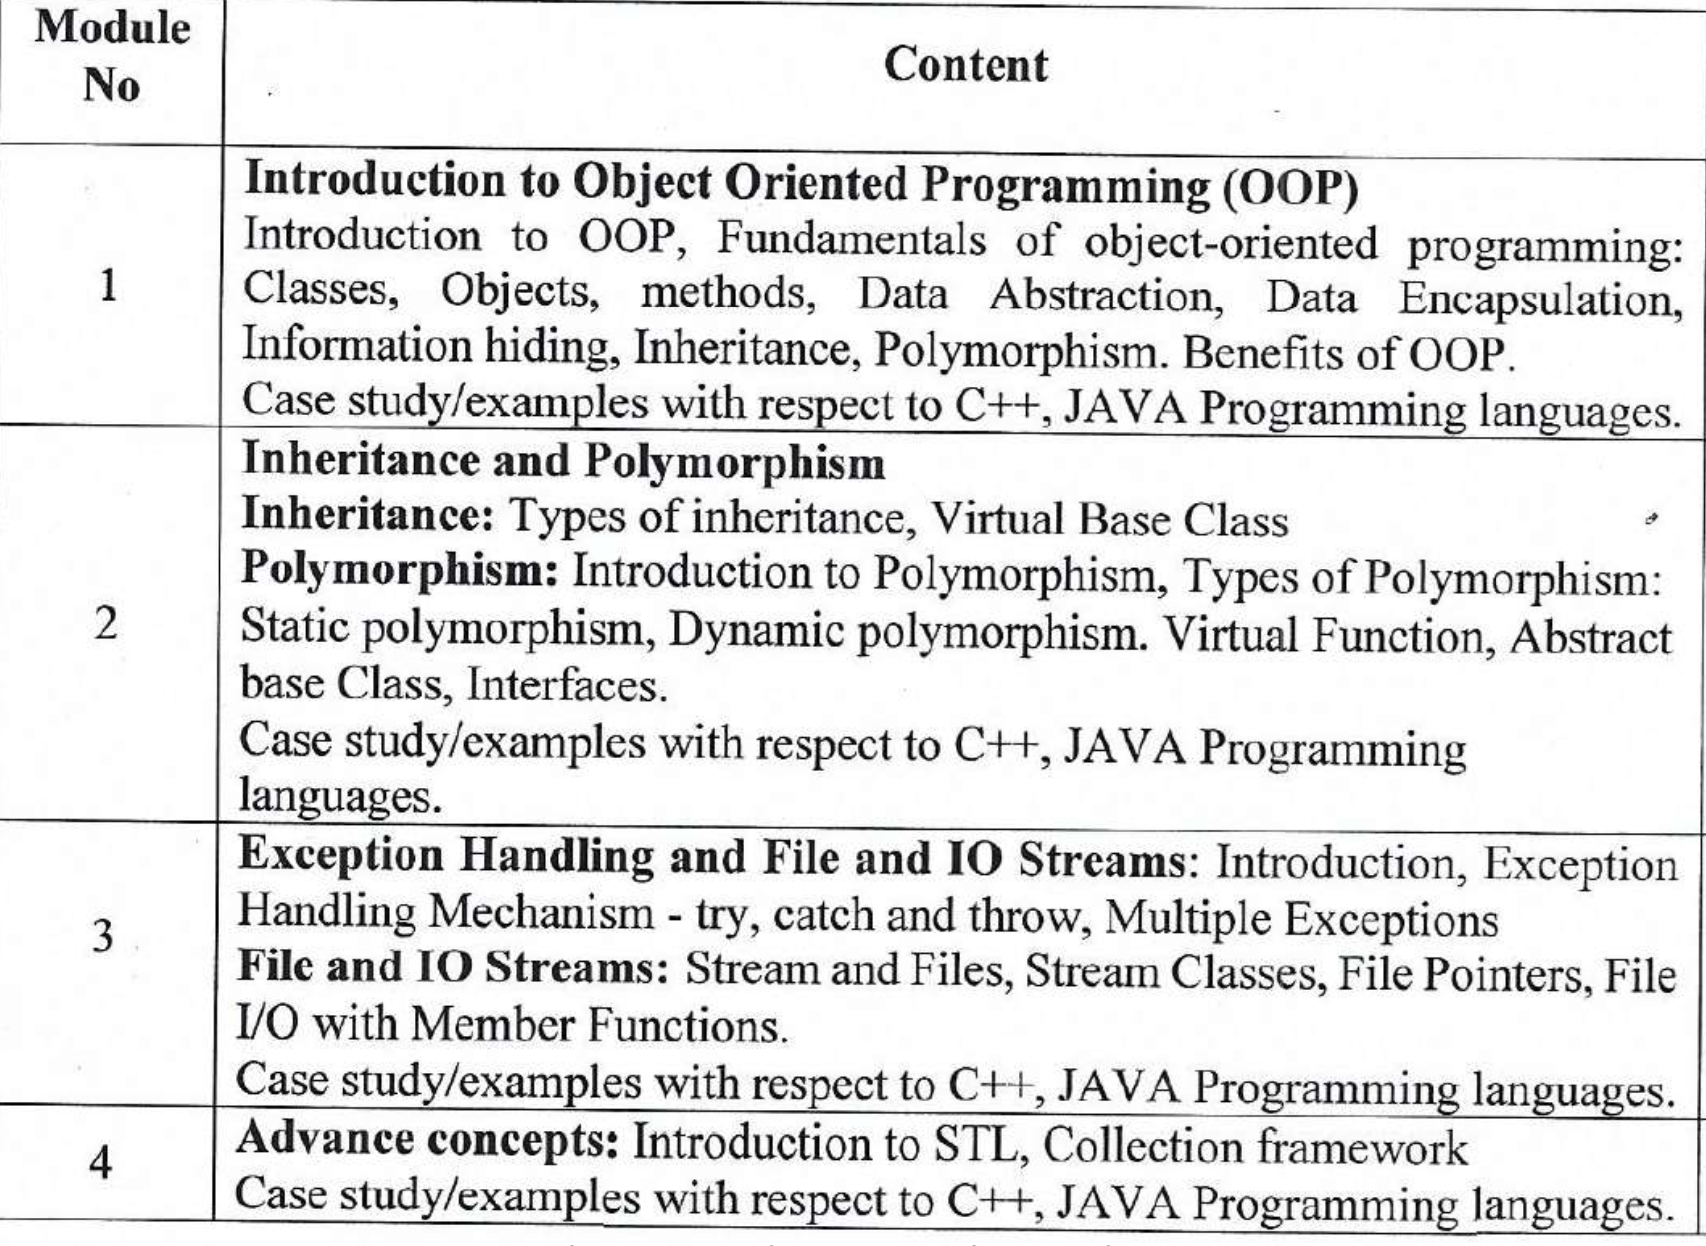 Module
No
Content
1
Introduction to Object Oriented Programming (OOP)
Introduction to OOP, Fundamentals of object-oriented programming:
Classes, Objects, methods, Data Abstraction, Data Encapsulation,
Information hiding, Inheritance, Polymorphism. Benefits of OOP.
Case study/examples with respect to C++, JAVA Programming languages.
2
Inheritance and Polymorphism
Inheritance: Types of inheritance, Virtual Base Class
Polymorphism: Introduction to Polymorphism, Types of Polymorphism:
Static polymorphism, Dynamic polymorphism. Virtual Function, Abstract
base Class, Interfaces.
Case study/examples with respect to C++, JAVA Programming
languages.
3
Exception Handling and File and IO Streams: Introduction, Exception
Handling Mechanism - try, catch and throw, Multiple Exceptions
File and IO Streams: Stream and Files, Stream Classes, File Pointers, File
I/O with Member Functions.
Case study/examples with respect to C++, JAVA Programming languages.
4
Advance concepts: Introduction to STL, Collection framework
Case study/examples with respect to C++, JAVA Programming languages.